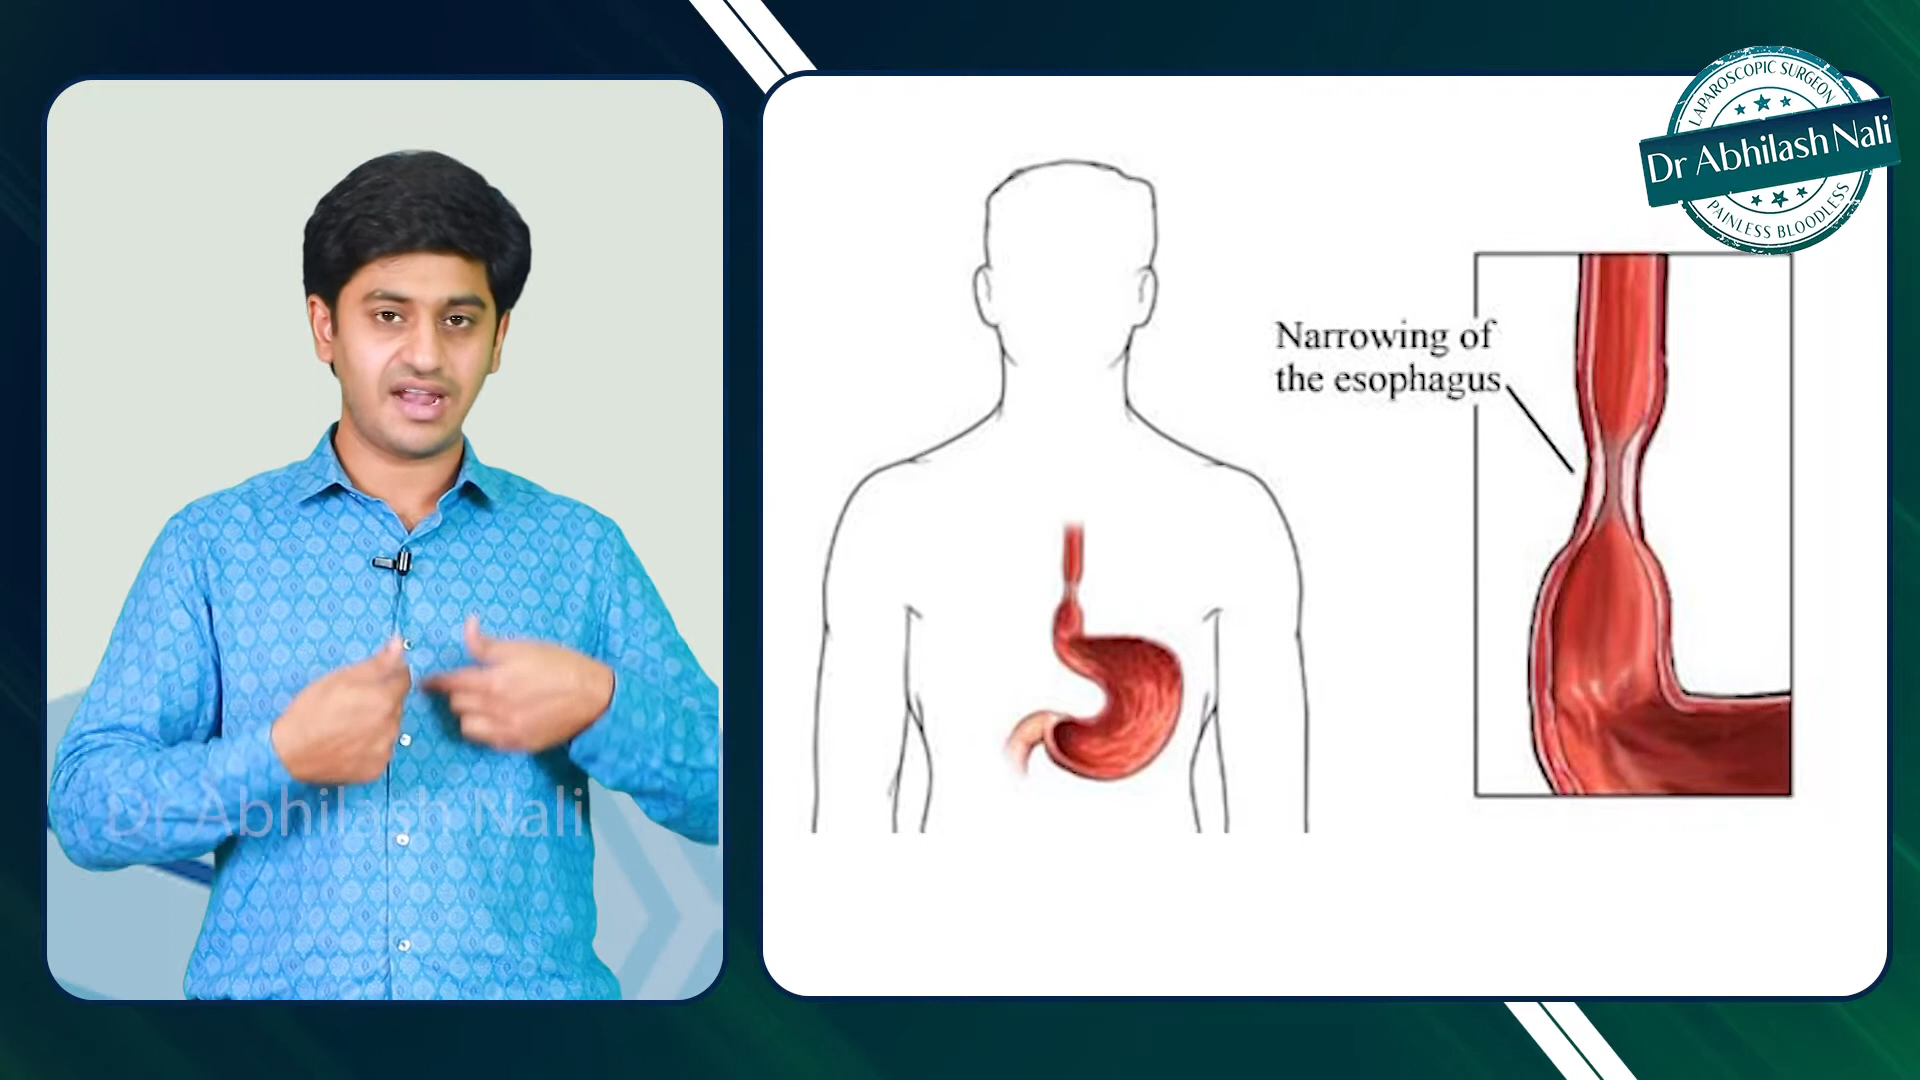 LAPAROSCOPIC SURGEON
Dr Abhilash Nali
PAINLESS BLOODLESS
Narrowing of
the esophagus
Dr Abhilash Nali